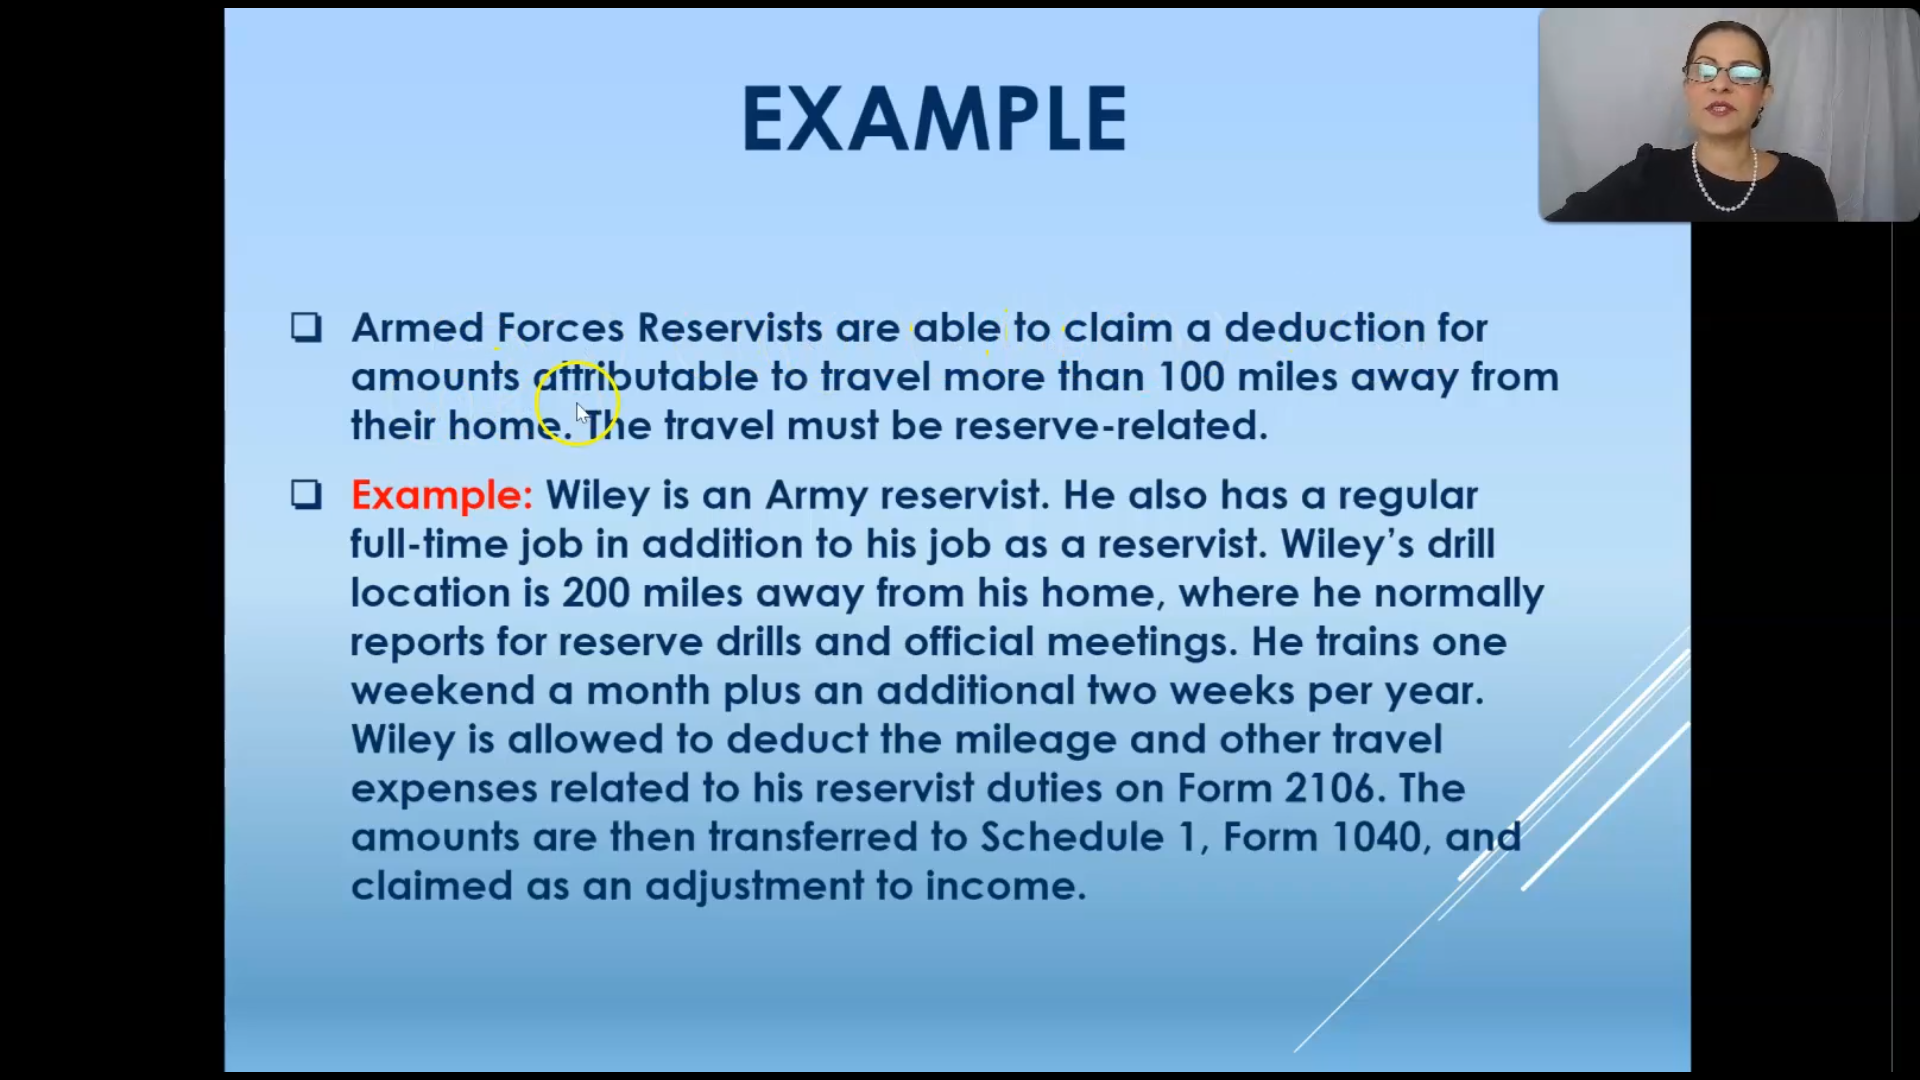 EXAMPLE
Armed Forces Reservists are able to claim a deduction for
amounts attributable to travel more than 100 miles away from
their home. The travel must be reserve-related.
Example: Wiley is an Army reservist. He also has a regular
full-time job in addition to his job as a reservist. Wiley’s drill
location is 200 miles away from his home, where he normally
reports for reserve drills and official meetings. He trains one
weekend a month plus an additional two weeks per year.
Wiley is allowed to deduct the mileage and other travel
expenses related to his reservist duties on Form 2106. The
amounts are then transferred to Schedule 1, Form 1040, and
claimed as an adjustment to income.